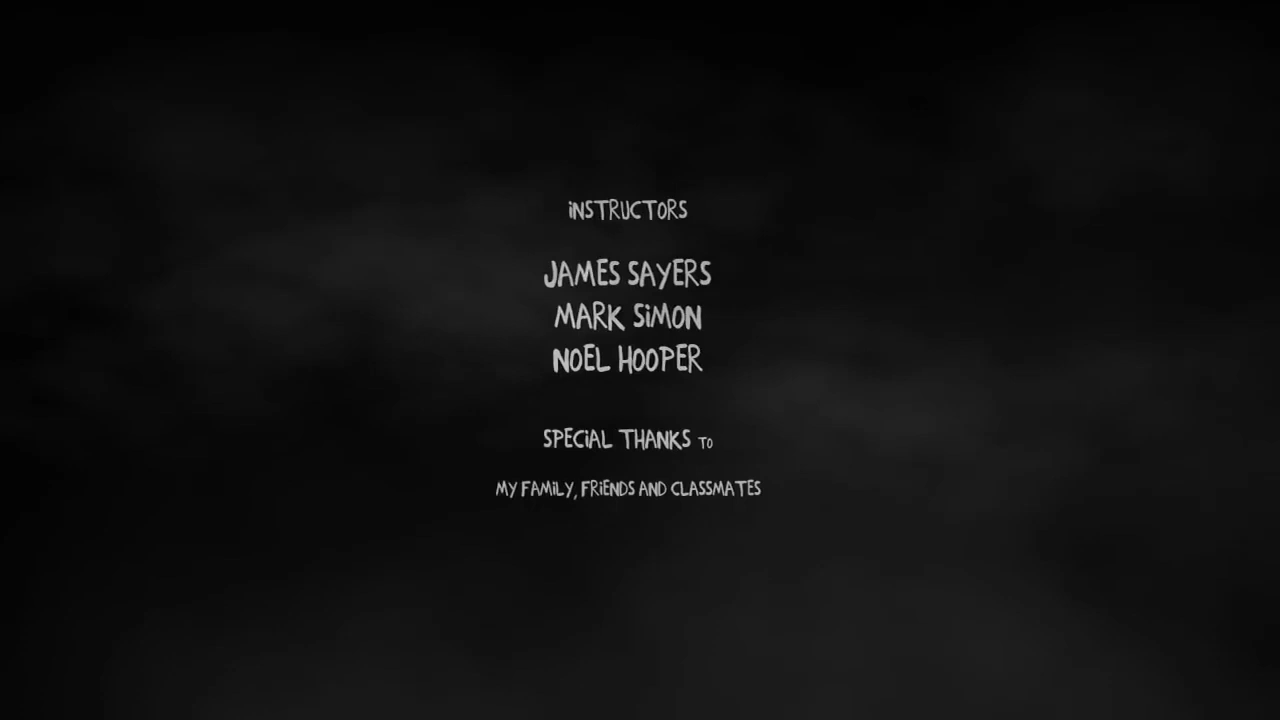 iNSTRUCTORS
JAMES SAYERS
MARK SiMON
NOEL HOOPER
SPECiAL THANKS TO
MY FAMiLY, FRiENDS AND CLASSMATES